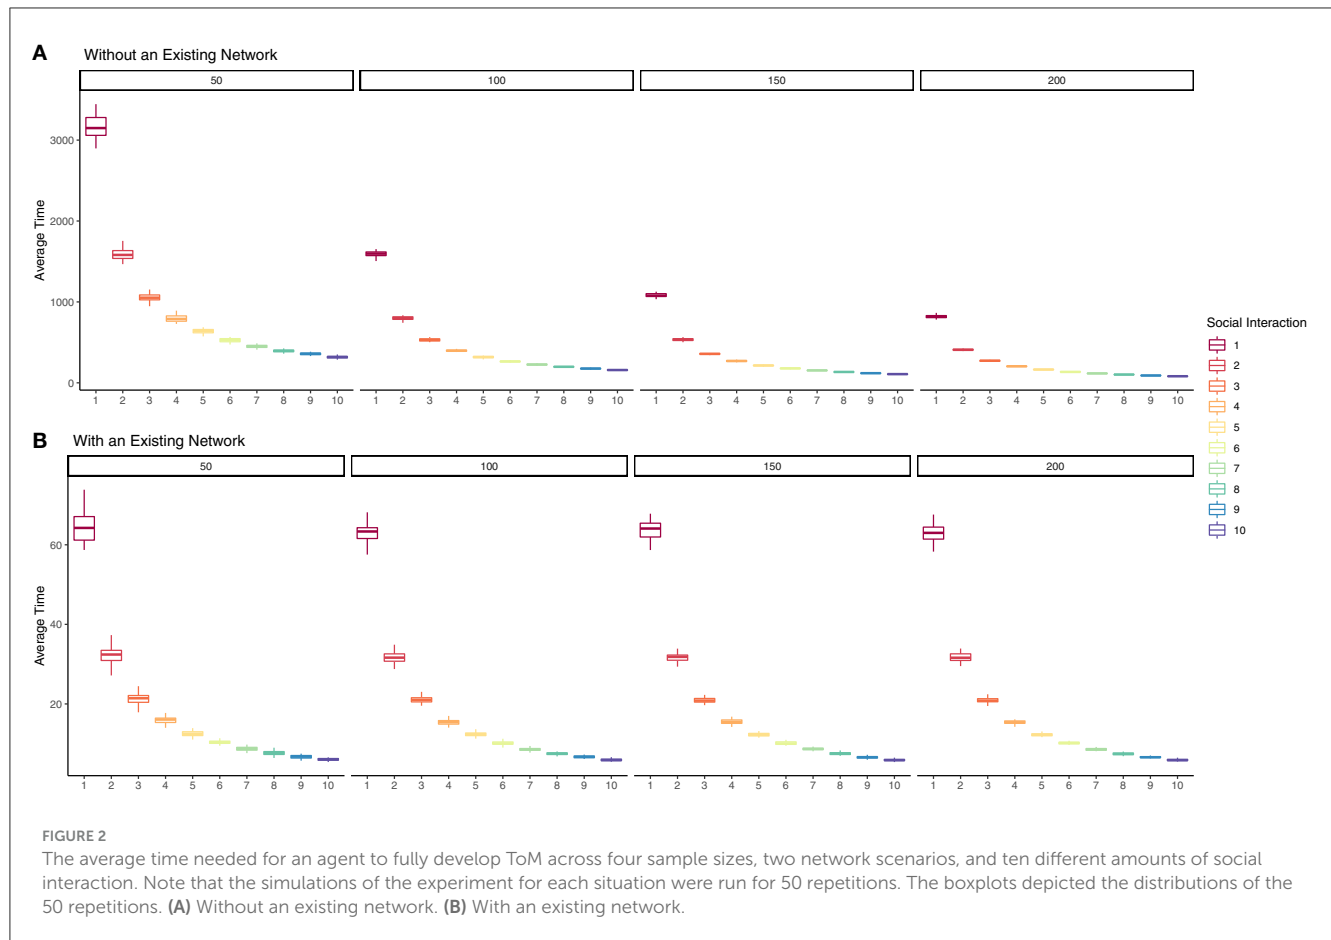 A Without an Existing Network
50 100 150 200
3000
2000
1000
0
Average Time
1 2 3 4 5 6 7 8 9 10 1 2 3 4 5 6 7 8 9 10 1 2 3 4 5 6 7 8 9 10 1 2 3 4 5 6 7 8 9 10
B With an Existing Network
50 100 150 200
60
40
20
Average Time
1 2 3 4 5 6 7 8 9 10 1 2 3 4 5 6 7 8 9 10 1 2 3 4 5 6 7 8 9 10 1 2 3 4 5 6 7 8 9 10
Social Interaction
1
2
3
4
5
6
7
8
9
10
FIGURE 2
The average time needed for an agent to fully develop ToM across four sample sizes, two network scenarios, and ten different amounts of social
interaction. Note that the simulations of the experiment for each situation were run for 50 repetitions. The boxplots depicted the distributions of the
50 repetitions. (A) Without an existing network. (B) With an existing network.